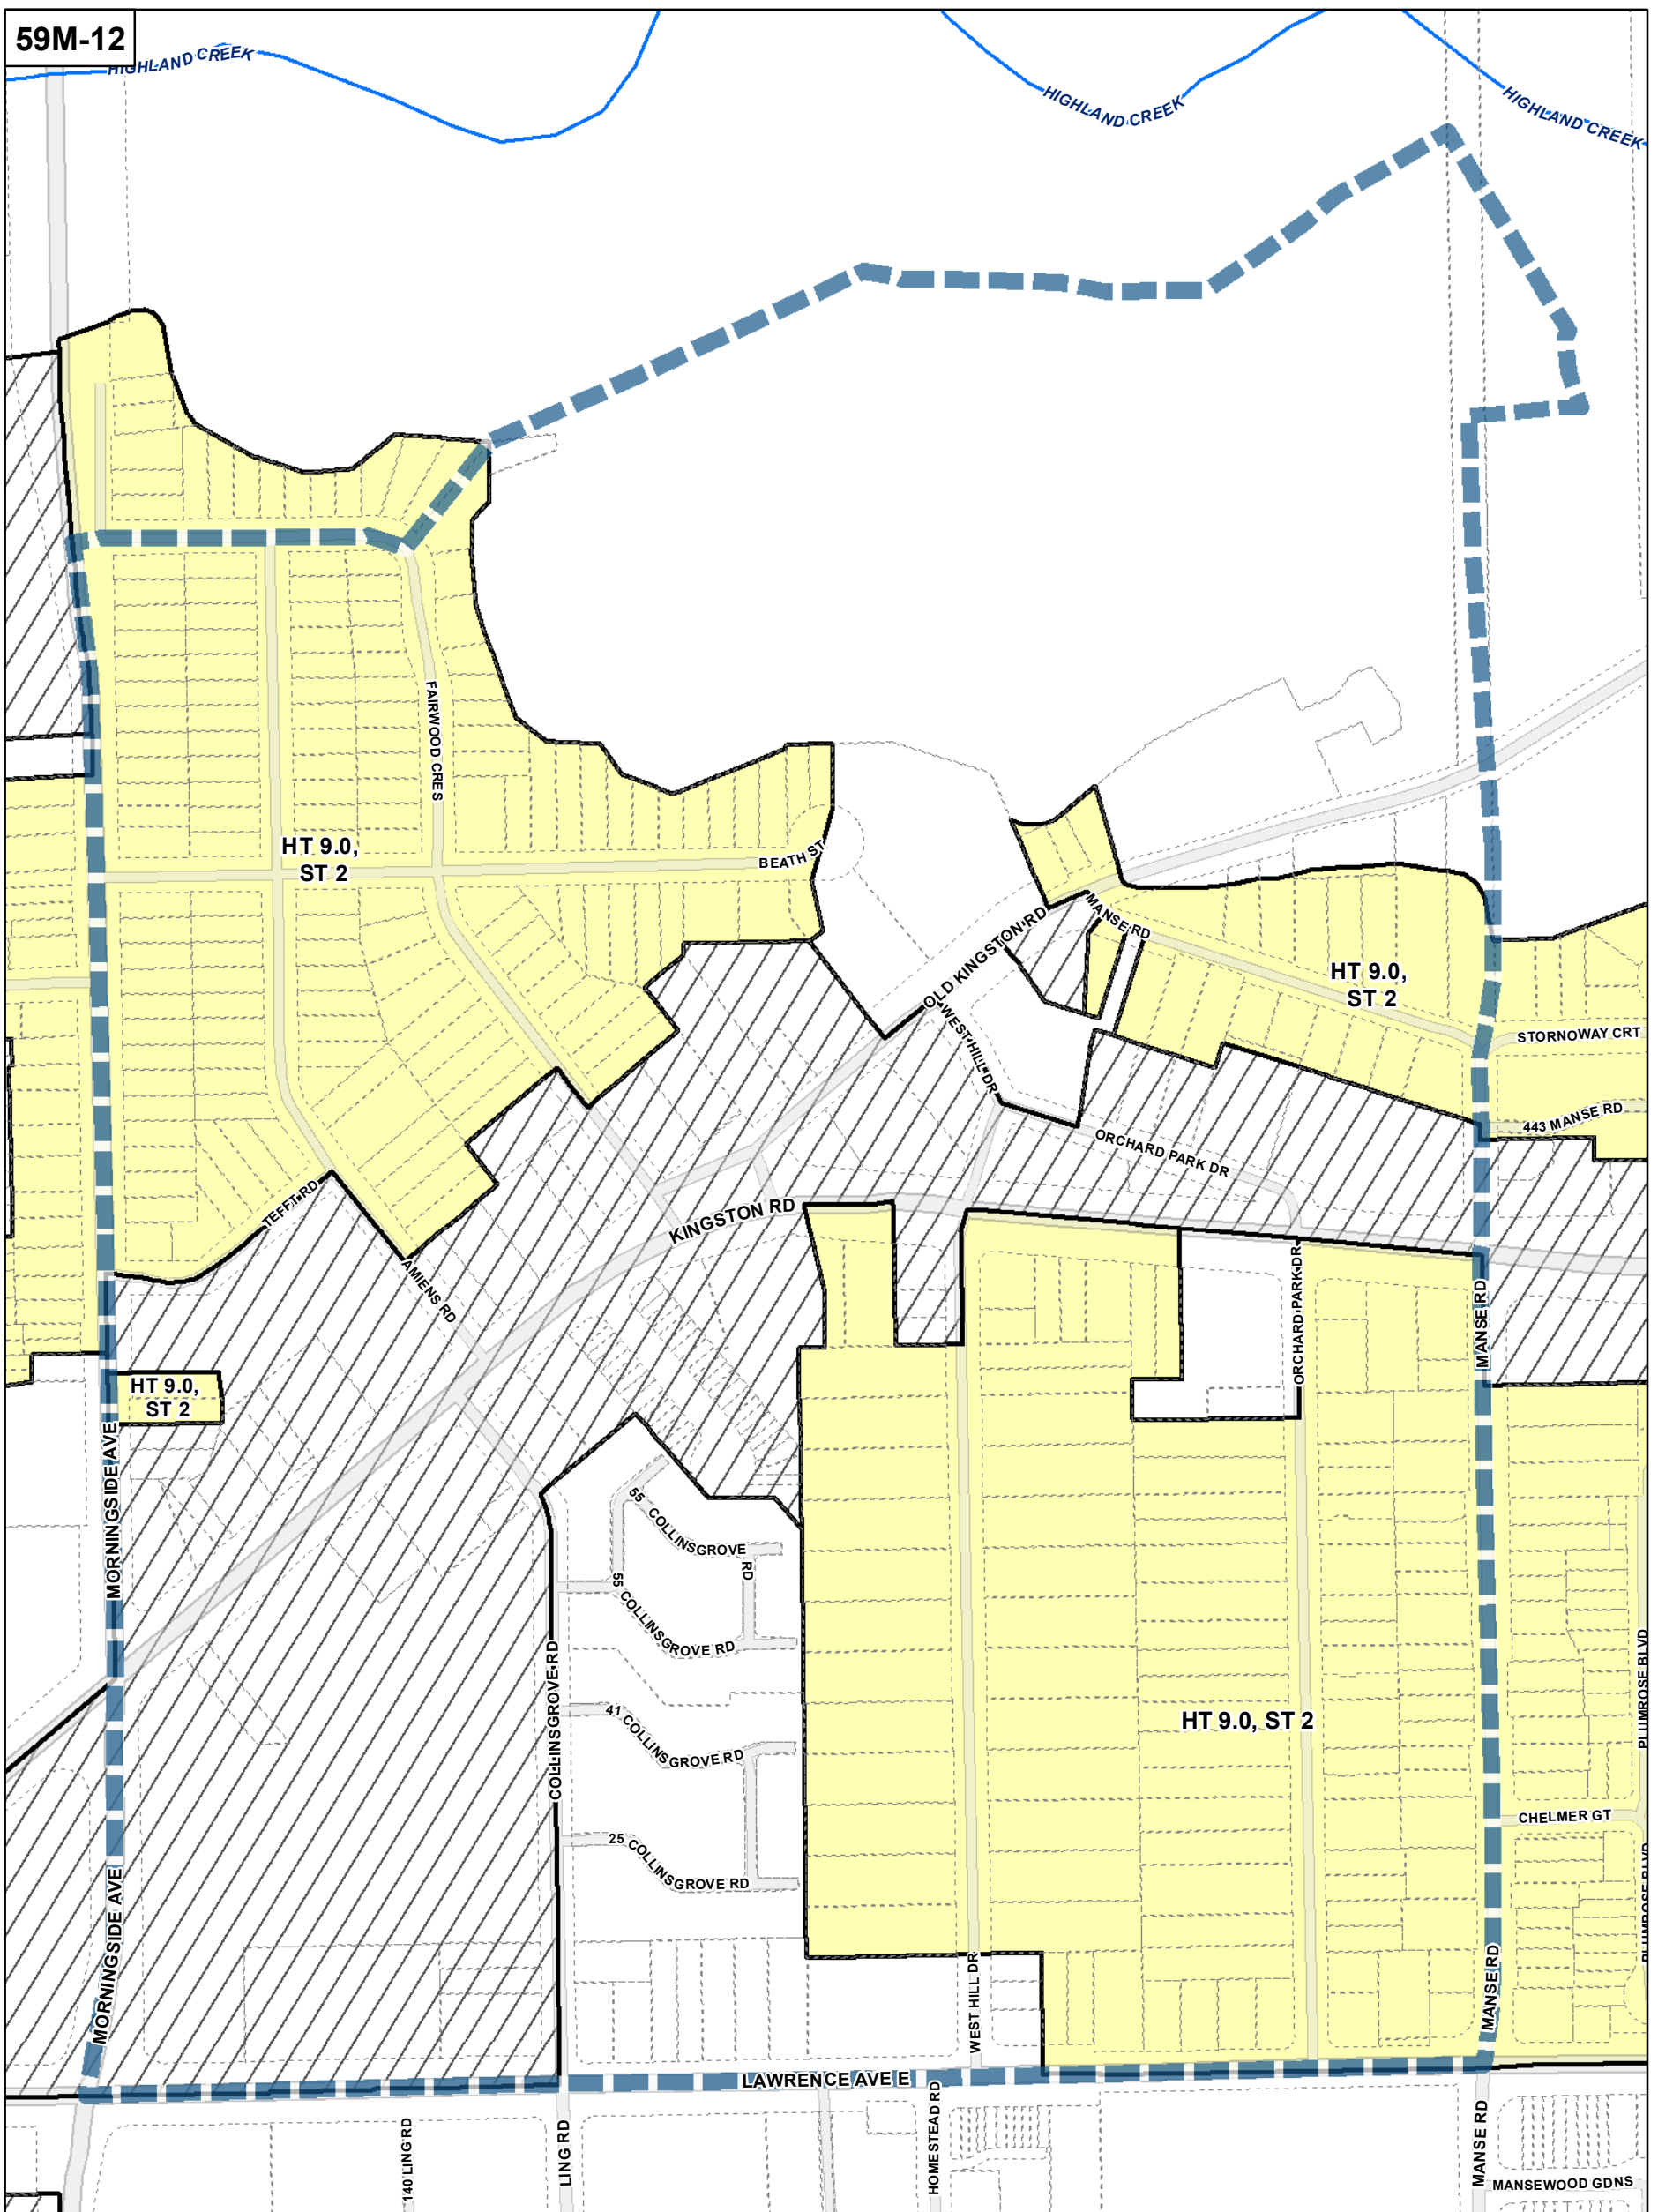 59M-12
HIGHLAND CREEK
HIGHLAND CREEK
HIGHLAND CREEK
FAIRWOOD CRES
HT 9.0,
ST 2
BEATH ST
OLD KINGSTON RD
MANSE RD
HT 9.0,
ST 2
WEST HILL DR
STORNOWAY CRT
443 MANSE RD
ORCHARD PARK DR
TEFFT RD
KINGSTON RD
AMIENS RD
ORCHARD PARK DR
MANSE RD
HT 9.0,
ST 2
MORNINGSIDE AVE
55 COLLINSGROVE
RD
55 COLLINSGROVE RD
COLLINSGROVE RD
41 COLLINSGROVE RD
HT 9.0, ST 2
PLUMROSE BLVD
CHELMER GT
25 COLLINSGROVE RD
PLUMROSE BLVD
MORNINGSIDE AVE
WEST HILL DR
MANSE RD
LAWRENCE AVE E
140 LING RD
LING RD
HOMESTEAD RD
MANSE RD
MANSEWOOD GDNS